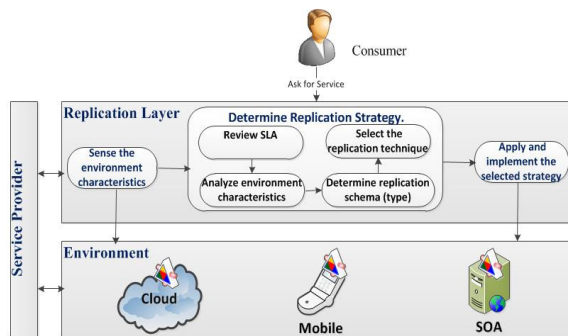 Consumer
Ask for Service
Service Provider
Replication Layer
Determine Replication Strategy.
Review SLA
Select the
replication technique
Sense the
environment
characteristics
Apply and
implement the
selected strategy
Analyze environment
characteristics
Determine replication
schema (type)
Environment
Cloud
Mobile
SOA